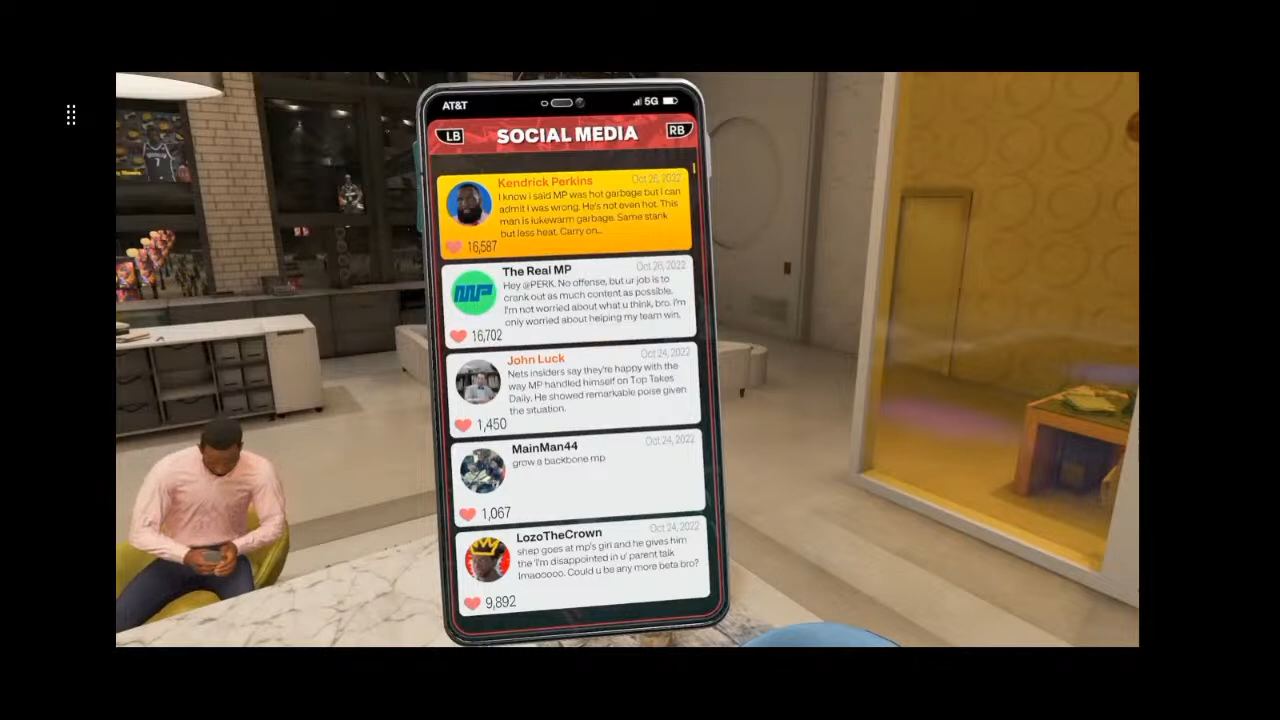 AT&T
5G
LB SOCIAL MEDIA RB
Kendrick Perkins Oct 26, 2022
I know i said MP was hot garbage but I can
admit I was wrong. He's not even hot. This
man is lukewarm garbage. Same stank
but less heat. Carry on...
16,587
The Real MP Oct 26, 2022
Hey @PERK. No offense, but ur job is to
crank out as much content as possible.
I'm not worried about what u think, bro. I'm
only worried about helping my team win.
MP
16,702
John Luck Oct 24, 2022
Nets insiders say they're happy with the
way MP handled himself on Top Takes
Daily. He showed remarkable poise given
the situation.
1,450
MainMan44 Oct 24, 2022
grow a backbone mp
1,067
LozoTheCrown Oct 24, 2022
shep goes at mp's girl and he gives him
the 'I'm disappointed in u' parent talk
lmaooooo. Could u be any more beta bro?
9,892
BROOKLYN
7